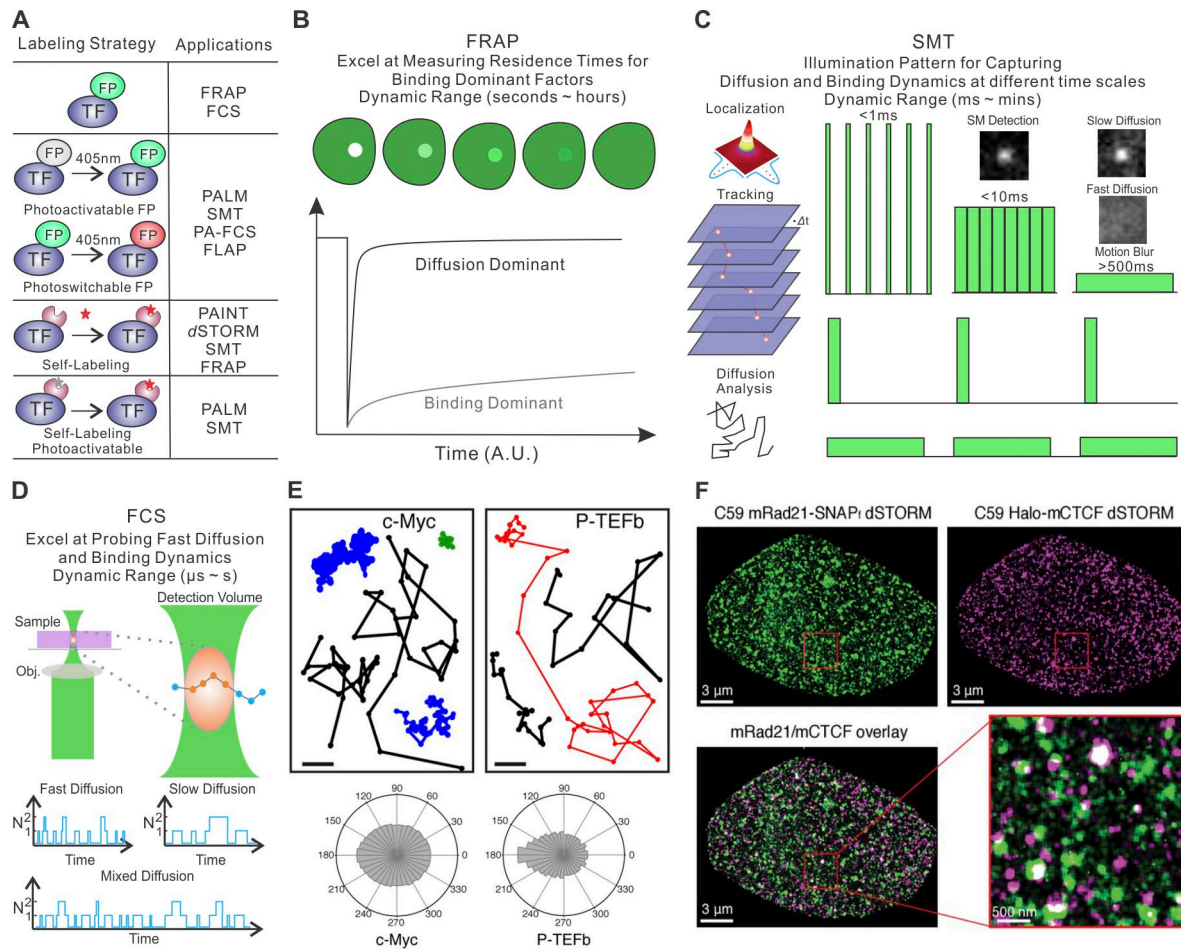 A
Labeling Strategy
Applications
FP
TF
FRAP
FCS
FP
405nm
FP
TF
TF
Photoactivatable FP
FP
405nm
FP
TF
TF
Photoswitchable FP
PALM
SMT
PA-FCS
FLAP
TF
TF
Self-Labeling
PAINT
dSTORM
SMT
FRAP
TF
TF
Self-Labeling
Photoactivatable
PALM
SMT
B
FRAP
Excel at Measuring Residence Times for
Binding Dominant Factors
Dynamic Range (seconds ~ hours)
Diffusion Dominant
Binding Dominant
Time (A.U.)
C
SMT
Illumination Pattern for Capturing
Diffusion and Binding Dynamics at different time scales
Dynamic Range (ms ~ mins)
Localization
Tracking
Δt
Diffusion
Analysis
<1ms
SM Detection
<10ms
Slow Diffusion
Fast Diffusion
Motion Blur
>500ms
D
FCS
Excel at Probing Fast Diffusion
and Binding Dynamics
Dynamic Range (μs ~ s)
Detection Volume
Sample
Obj.
Fast Diffusion
N
2
1
Time
Slow Diffusion
N
2
1
Time
Mixed Diffusion
N
2
1
Time
E
c-Myc
P-TEFb
90
120
60
150
30
180
0
210
330
240
300
270
c-Myc
90
120
60
150
30
180
0
210
330
240
300
270
P-TEFb
F
C59 mRad21-SNAPf dSTORM
3 μm
C59 Halo-mCTCF dSTORM
3 μm
mRad21/mCTCF overlay
3 μm
500 nm